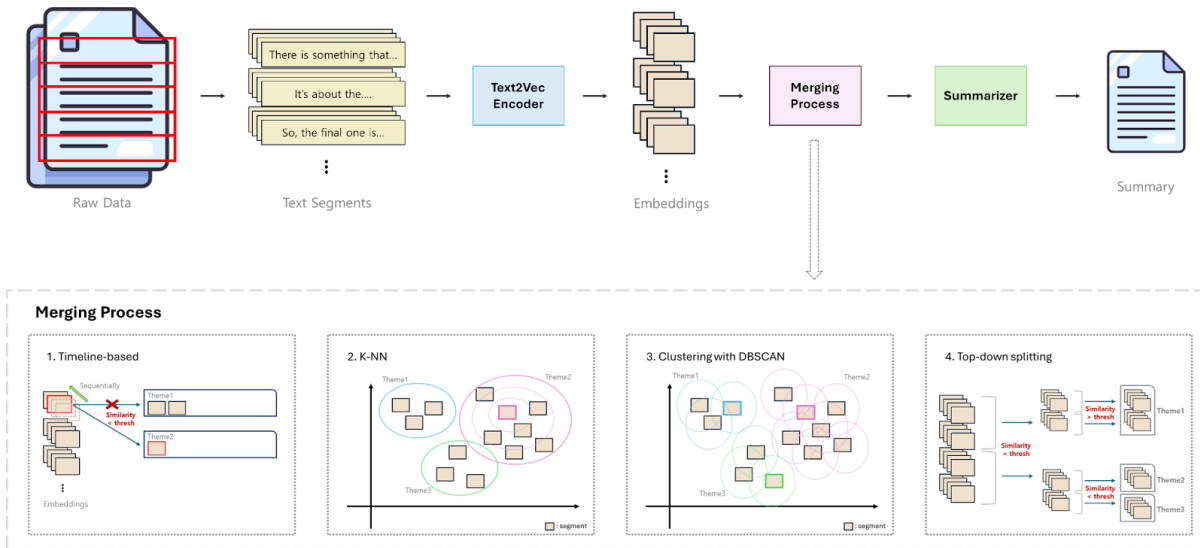 There is something that...
It's about the....
So, the final one is...
Text2Vec
Encoder
Merging
Process
Summarizer
Raw Data
Text Segments
Embeddings
Summary
Merging Process
1. Timeline-based
Sequentially
Similarity
< thresh
Theme1
Theme2
Embeddings
2. K-NN
Theme1
Theme2
Theme3
: segment
3. Clustering with DBSCAN
Theme1
Theme2
Theme3
: segment
4. Top-down splitting
Similarity
< thresh
Similarity
> thresh
Theme1
Similarity
< thresh
Theme2
Theme3